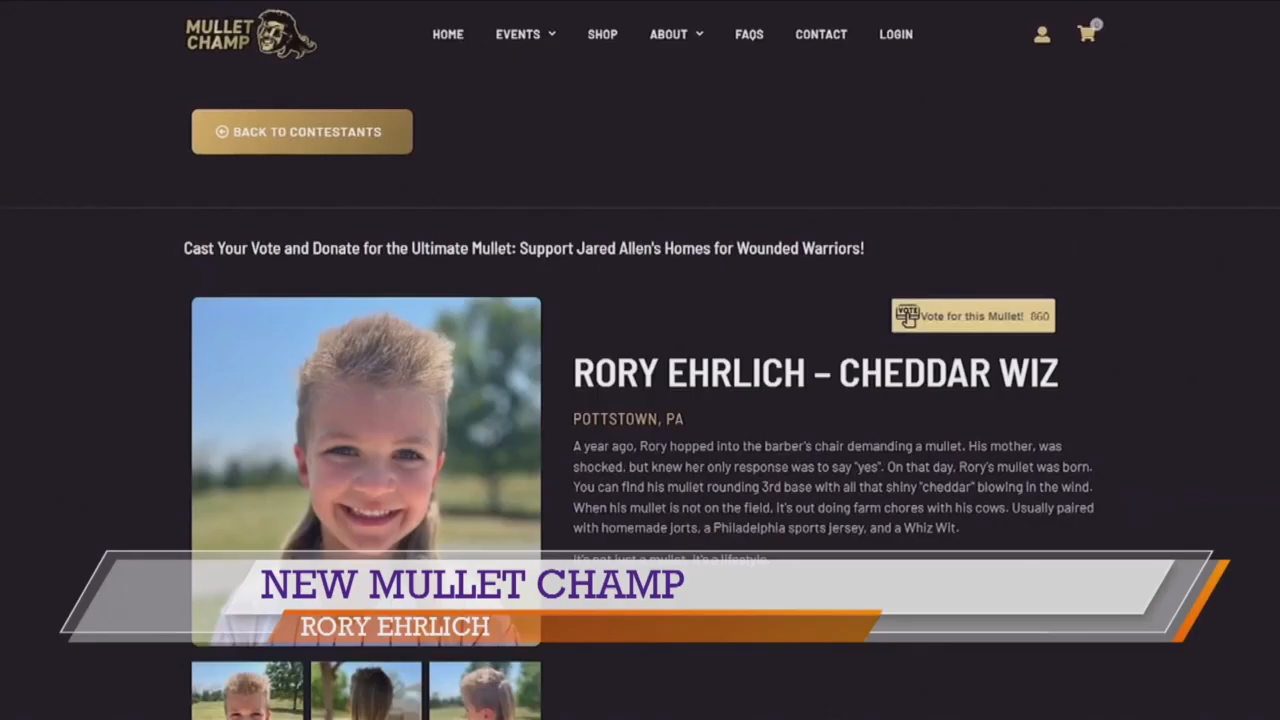 MULLET
CHAMP
HOME EVENTS SHOP ABOUT FAQS CONTACT LOGIN
0
BACK TO CONTESTANTS
Cast Your Vote and Donate for the Ultimate Mullet: Support Jared Allen's Homes for Wounded Warriors!
VOTE Vote for this Mullet! 860
RORY EHRLICH – CHEDDAR WIZ
POTTSTOWN, PA
A year ago, Rory hopped into the barber's chair demanding a mullet. His mother, was
shocked, but knew her only response was to say "yes". On that day, Rory's mullet was born.
You can find his mullet rounding 3rd base with all that shiny "cheddar" blowing in the wind.
When his mullet is not on the field, it's out doing farm chores with his cows. Usually paired
with homemade jorts, a Philadelphia sports jersey, and a Whiz Wit.
It's not just a mullet, it's a lifestyle.
NEW MULLET CHAMP
RORY EHRLICH